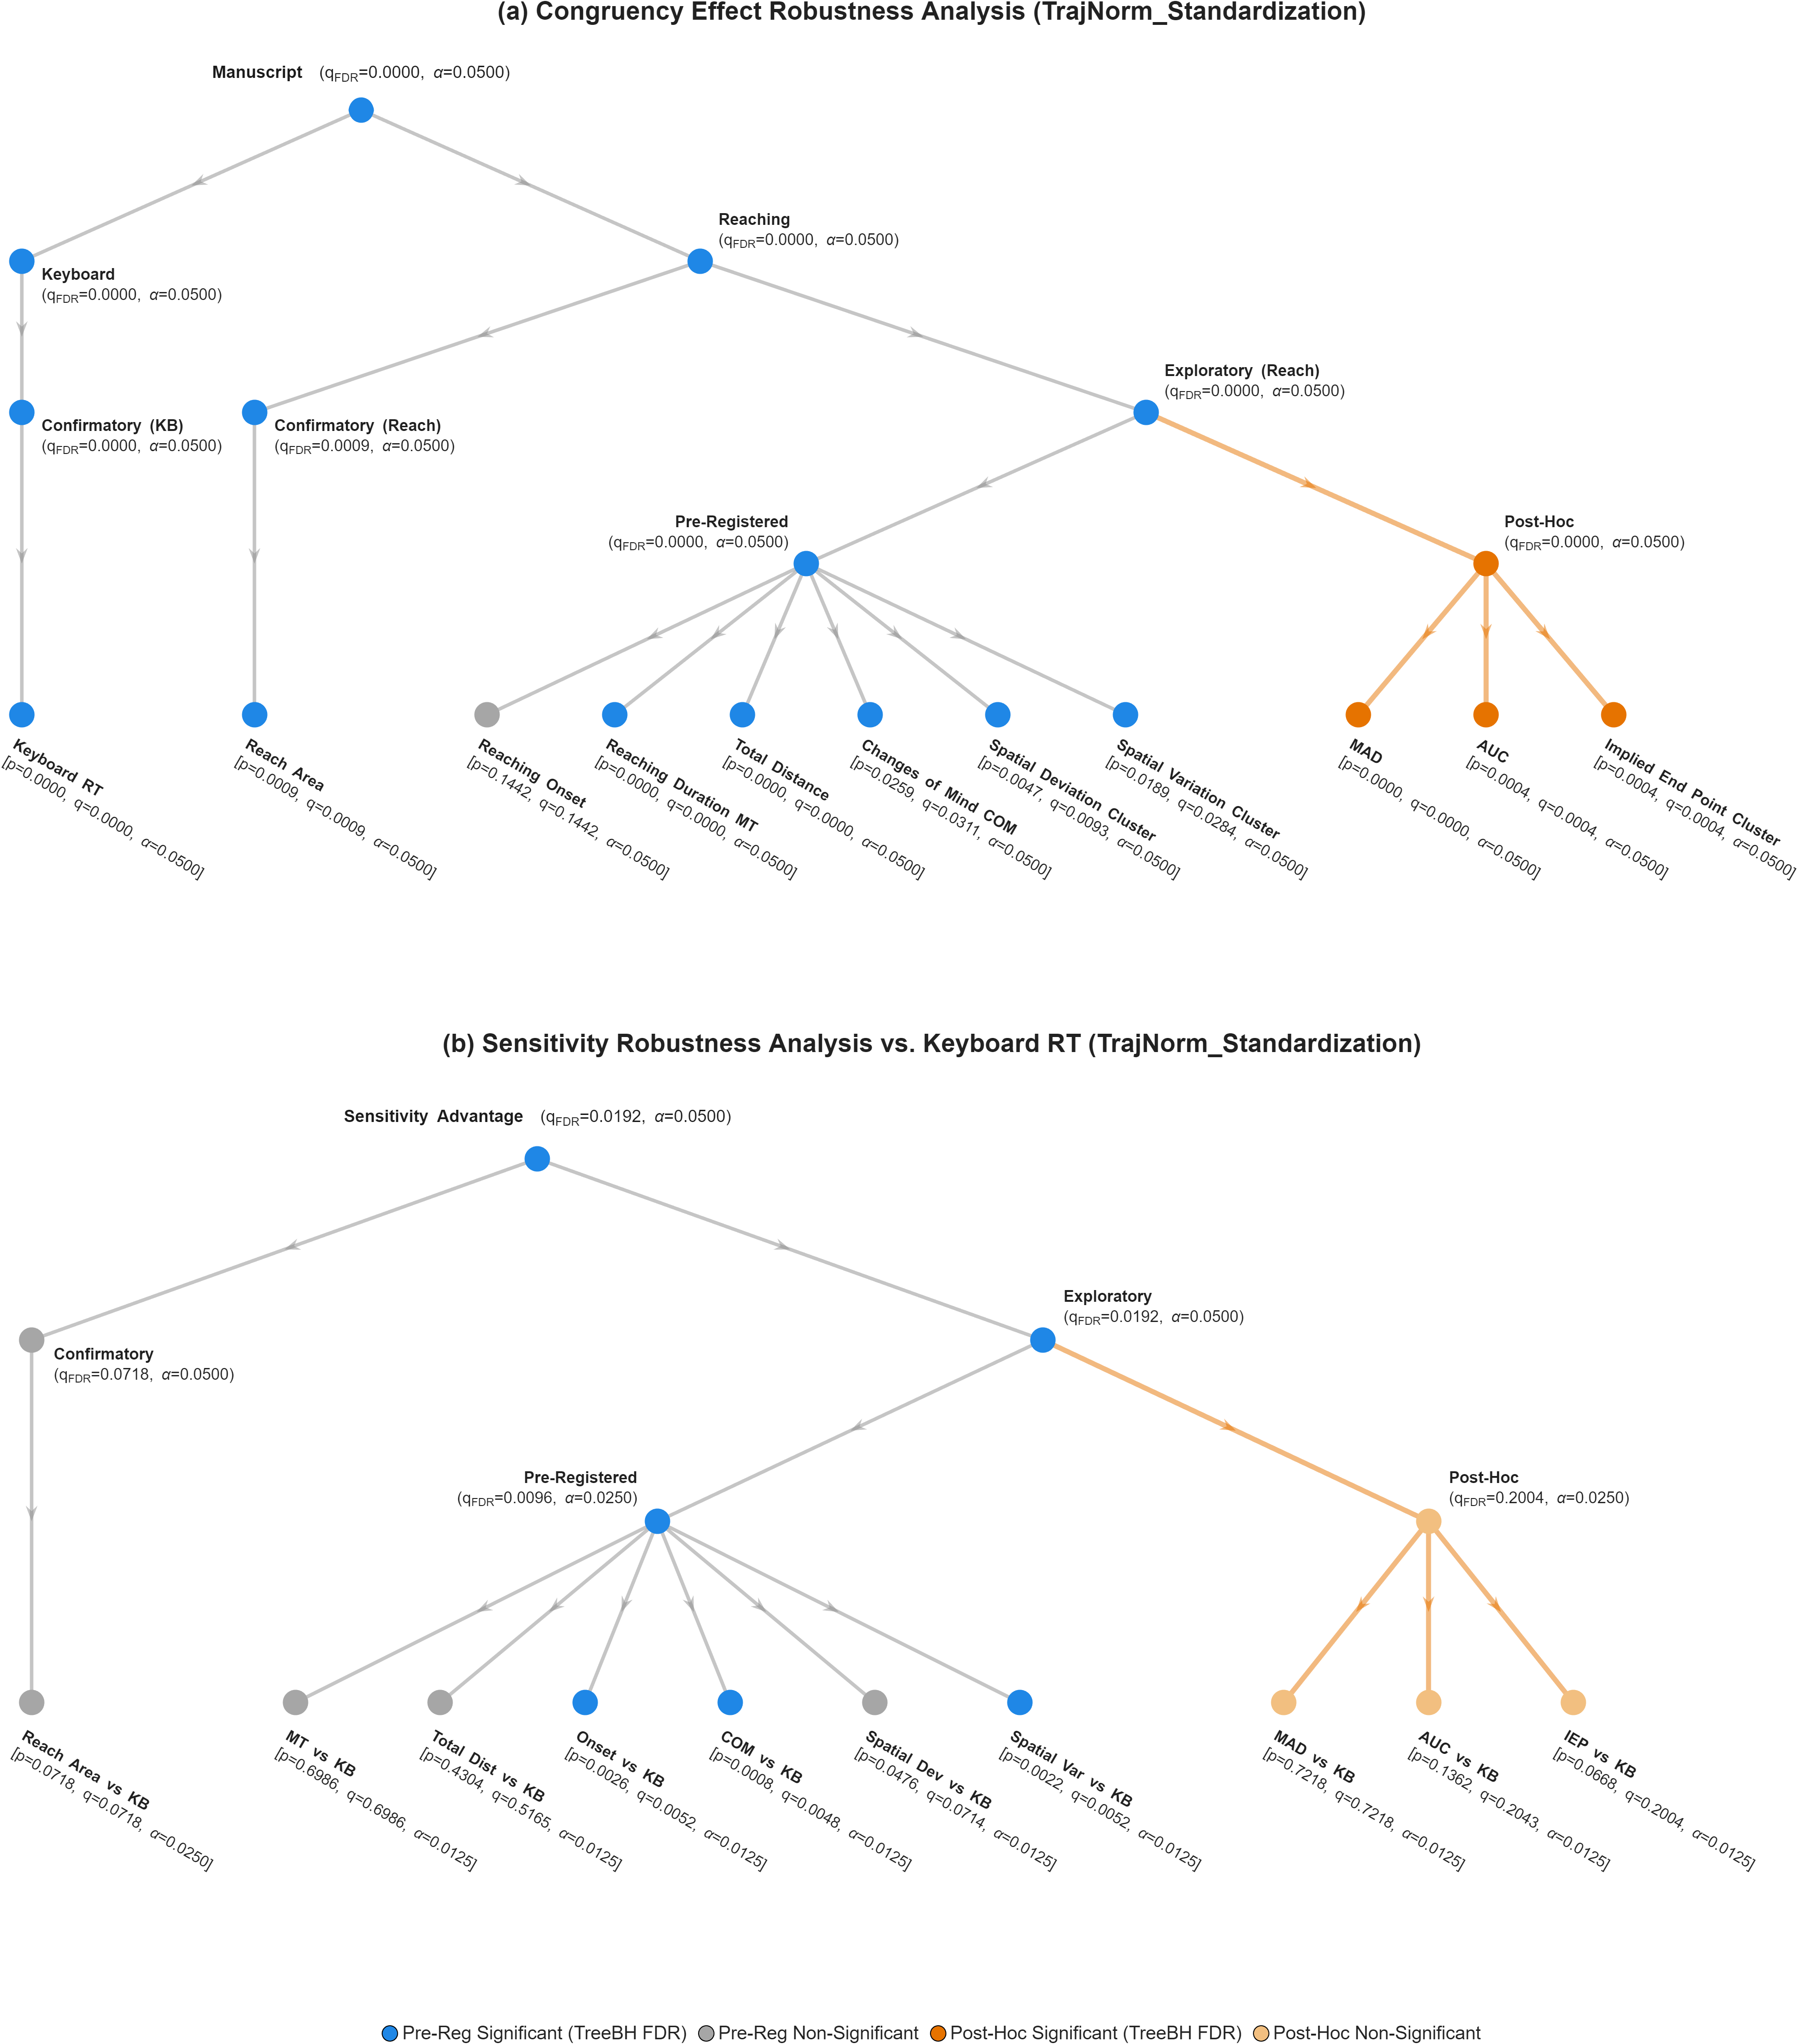 (a) Congruency Effect Robustness Analysis (TrajNorm_Standardization)
Manuscript (qFDR=0.0000, α=0.0500)
Reaching
(qFDR=0.0000, α=0.0500)
Keyboard
(qFDR=0.0000, α=0.0500)
Exploratory (Reach)
(qFDR=0.0000, α=0.0500)
Confirmatory (KB)
(qFDR=0.0000, α=0.0500)
Confirmatory (Reach)
(qFDR=0.0009, α=0.0500)
Pre-Registered
(qFDR=0.0000, α=0.0500)
Post-Hoc
(qFDR=0.0000, α=0.0500)
Keyboard RT
[p=0.0000, q=0.0000, α=0.0500]
Reach Area
[p=0.0009, q=0.0009, α=0.0500]
Reaching Onset
[p=0.1442, q=0.1442, α=0.0500]
Reaching Duration MT
[p=0.0000, q=0.0000, α=0.0500]
Total Distance
[p=0.0000, q=0.0000, α=0.0500]
Changes of Mind COM
[p=0.0259, q=0.0311, α=0.0500]
Spatial Deviation Cluster
[p=0.0047, q=0.0093, α=0.0500]
Spatial Variation Cluster
[p=0.0189, q=0.0284, α=0.0500]
MAD
[p=0.0000, q=0.0000, α=0.0500]
AUC
[p=0.0004, q=0.0004, α=0.0500]
Implied End Point Cluster
[p=0.0004, q=0.0004, α=0.0500]
(b) Sensitivity Robustness Analysis vs. Keyboard RT (TrajNorm_Standardization)
Sensitivity Advantage (qFDR=0.0192, α=0.0500)
Exploratory
(qFDR=0.0192, α=0.0500)
Confirmatory
(qFDR=0.0718, α=0.0500)
Pre-Registered
(qFDR=0.0096, α=0.0250)
Post-Hoc
(qFDR=0.2004, α=0.0250)
Reach Area vs KB
[p=0.0718, q=0.0718, α=0.0250]
MT vs KB
[p=0.6986, q=0.6986, α=0.0125]
Total Dist vs KB
[p=0.4304, q=0.5165, α=0.0125]
Onset vs KB
[p=0.0026, q=0.0052, α=0.0125]
COM vs KB
[p=0.0008, q=0.0048, α=0.0125]
Spatial Dev vs KB
[p=0.0476, q=0.0714, α=0.0125]
Spatial Var vs KB
[p=0.0022, q=0.0052, α=0.0125]
MAD vs KB
[p=0.7218, q=0.7218, α=0.0125]
AUC vs KB
[p=0.1362, q=0.2043, α=0.0125]
IEP vs KB
[p=0.0668, q=0.2004, α=0.0125]
Pre-Reg Significant (TreeBH FDR) Pre-Reg Non-Significant Post-Hoc Significant (TreeBH FDR) Post-Hoc Non-Significant